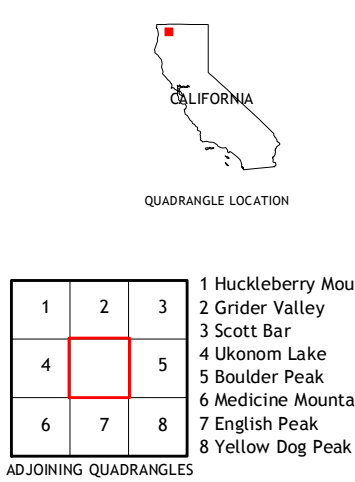 CALIFORNIA
QUADRANGLE LOCATION
1 2 3
4 5
6 7 8
1 Huckleberry Mou
2 Grider Valley
3 Scott Bar
4 Ukonom Lake
5 Boulder Peak
6 Medicine Mounta
7 English Peak
8 Yellow Dog Peak
ADJOINING QUADRANGLES